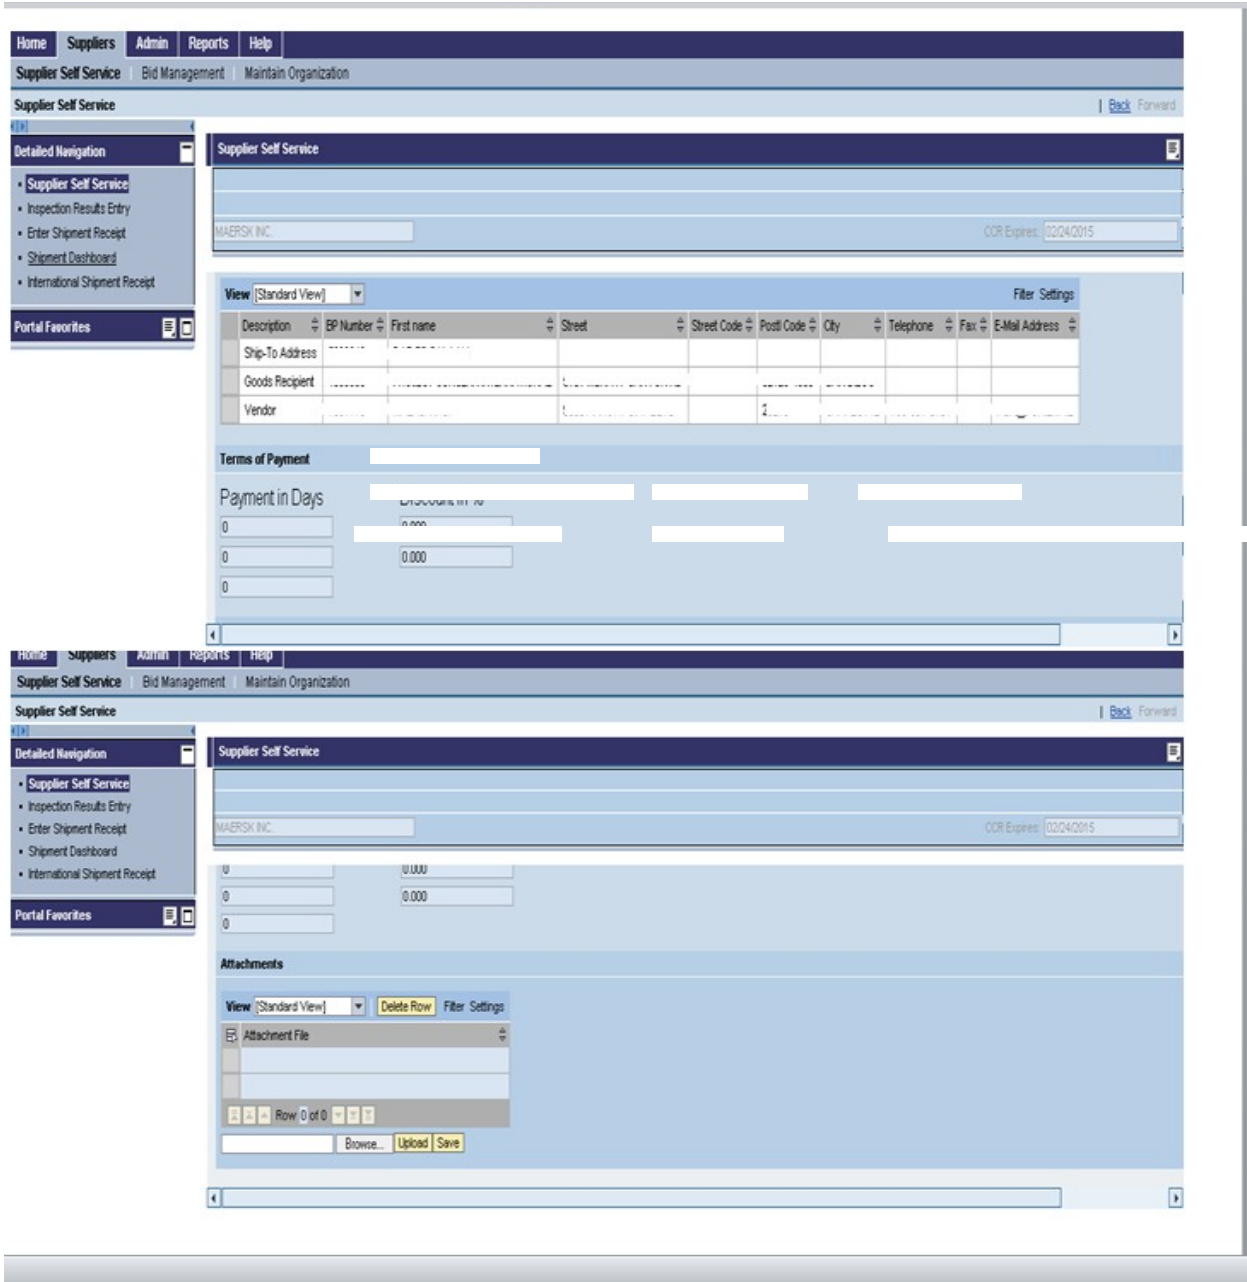 Home Suppliers Admin Reports Help
Supplier Self Service Bid Management Maintain Organization
Supplier Self Service | Back Forward
Detailed Navigation
Supplier Self Service
Inspection Results Entry
Enter Shipment Receipt
Shipment Dashboard
International Shipment Receipt
Portal Favorites
Supplier Self Service
MAERSK INC. CCR Expires: 02/24/2015
View [Standard View] Filter Settings
Description BP Number First name Street Street Code Postl Code City Telephone Fax E-Mail Address
Ship-To Address
Goods Recipient
Vendor
Terms of Payment
Payment in Days Discount in %
0 0.000
0 0.000
0
Home Suppliers Admin Reports Help
Supplier Self Service Bid Management Maintain Organization
Supplier Self Service | Back Forward
Detailed Navigation
Supplier Self Service
Inspection Results Entry
Enter Shipment Receipt
Shipment Dashboard
International Shipment Receipt
Portal Favorites
Supplier Self Service
MAERSK INC. CCR Expires: 02/24/2015
0 0.000
0 0.000
0
Attachments
View [Standard View] Delete Row Filter Settings
Attachment File
Row 0 of 0
Browse... Upload Save